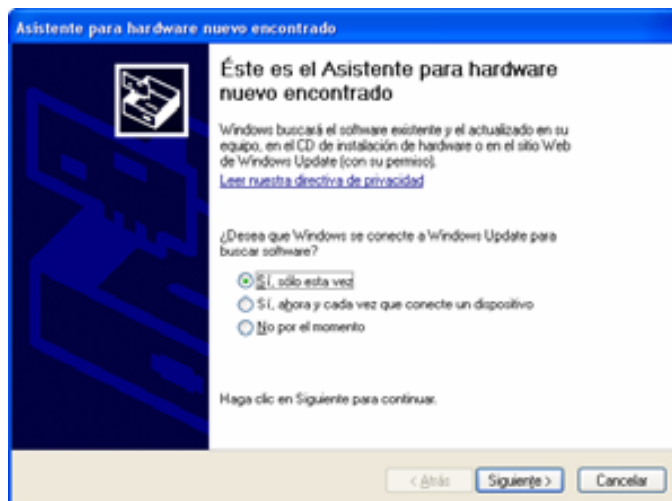 Asistente para hardware nuevo encontrado
Éste es el Asistente para hardware
nuevo encontrado
Windows buscará el software existente y el actualizado en su
equipo, en el CD de instalación de hardware o en el sitio Web
de Windows Update (con su permiso).
Leer nuestra directiva de privacidad
¿Desea que Windows se conecte a Windows Update para
buscar software?
Sí, sólo esta vez
Sí, ahora y cada vez que conecte un dispositivo
No por el momento
Haga clic en Siguiente para continuar.
< Atrás Siguiente > Cancelar